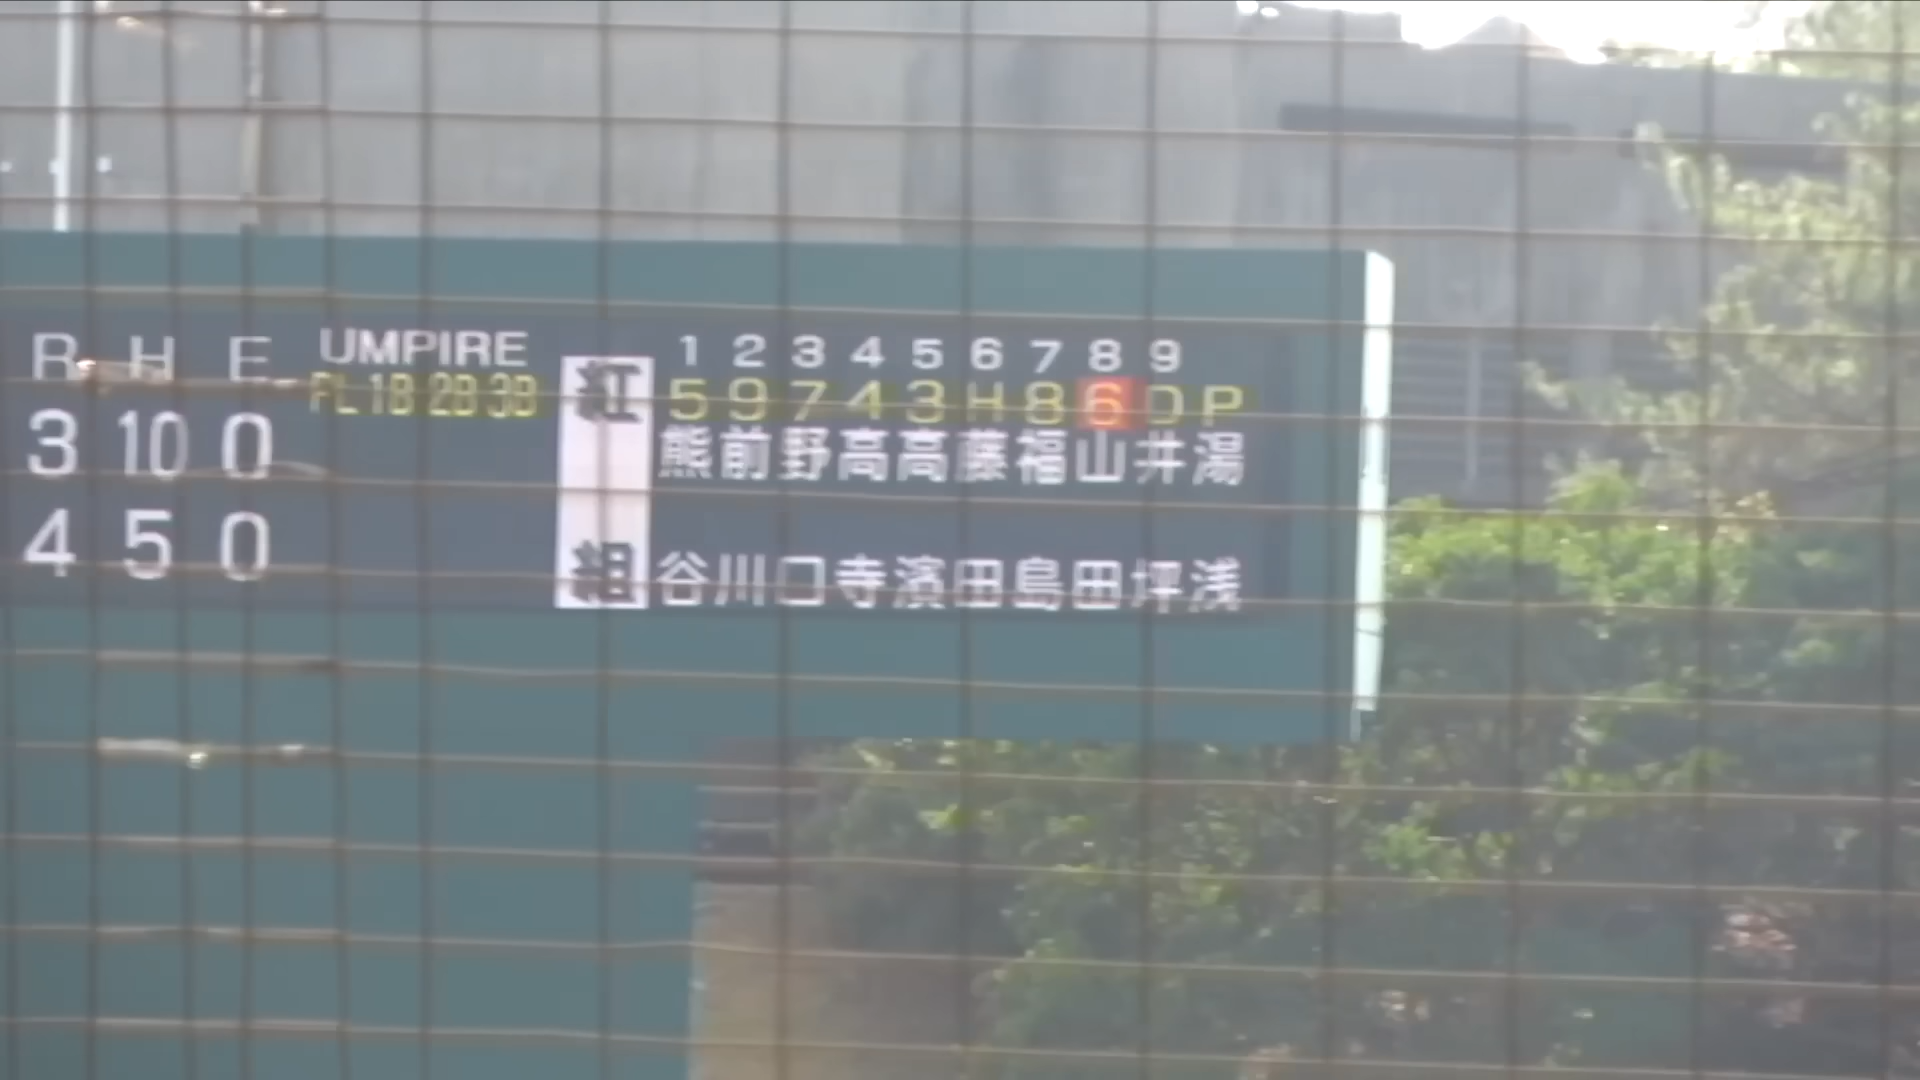 R H E
3 10 0
4 5 0
UMPIRE
PL 1B 2B 3B
紅組
1 2 3 4 5 6 7 8 9
5 9 7 4 3 H 8 6 D P
熊谷
前川
野口
高寺
高濱
藤田
福島
山田
井坪
湯浅